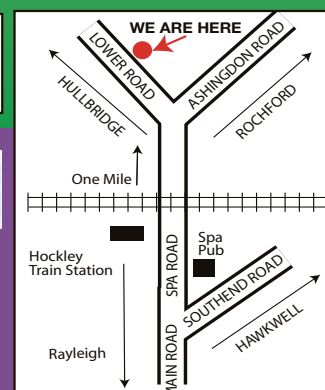 WE ARE HERE
LOWER ROAD
ASHINGDON ROAD
HULLBRIDGE
ROCHFORD
One Mile
Hockley
Train Station
SPA ROAD
Spa
Pub
SOUTHEND ROAD
HAWKWELL
Rayleigh
MAIN ROAD